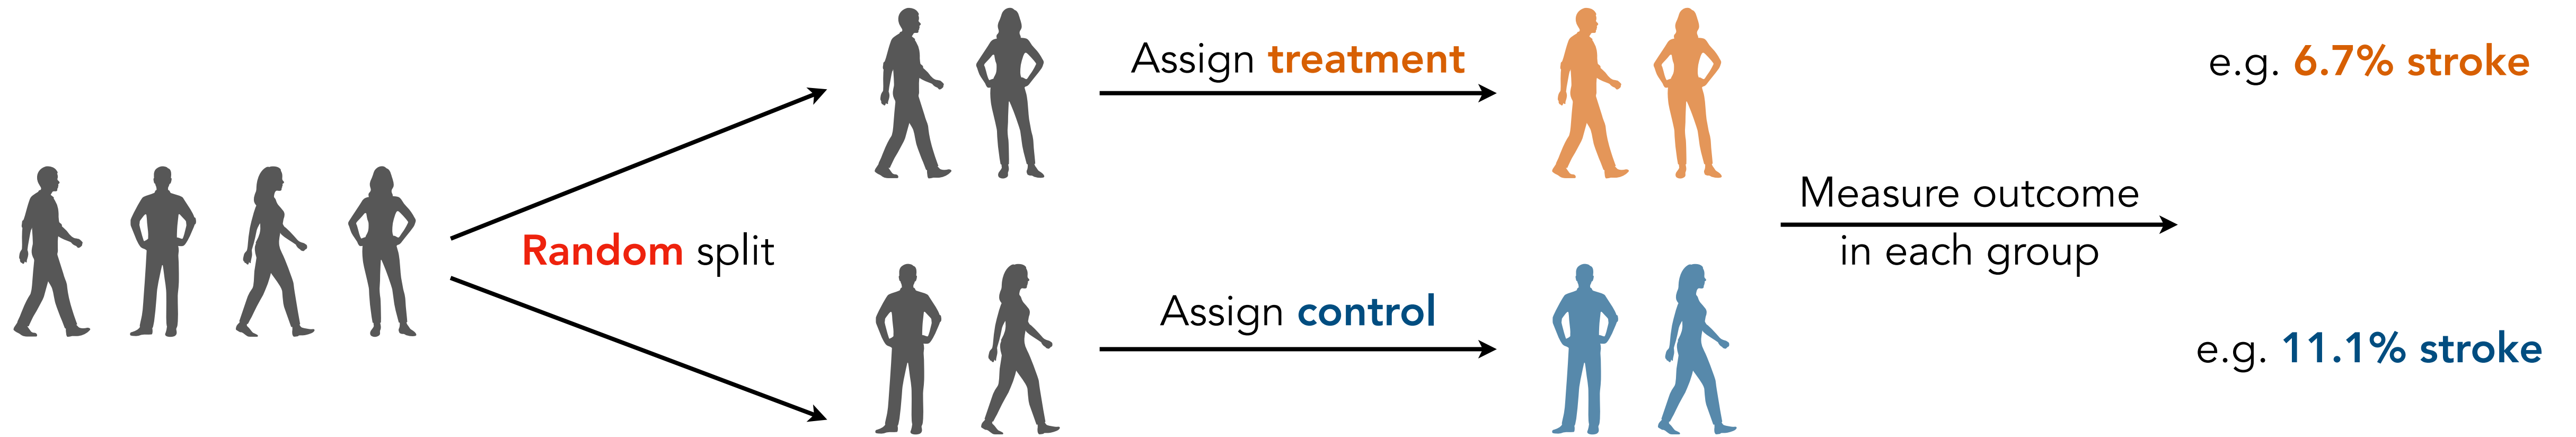 Random split
Assign treatment
Assign control
Measure outcome
in each group
e.g. 6.7% stroke
e.g. 11.1% stroke